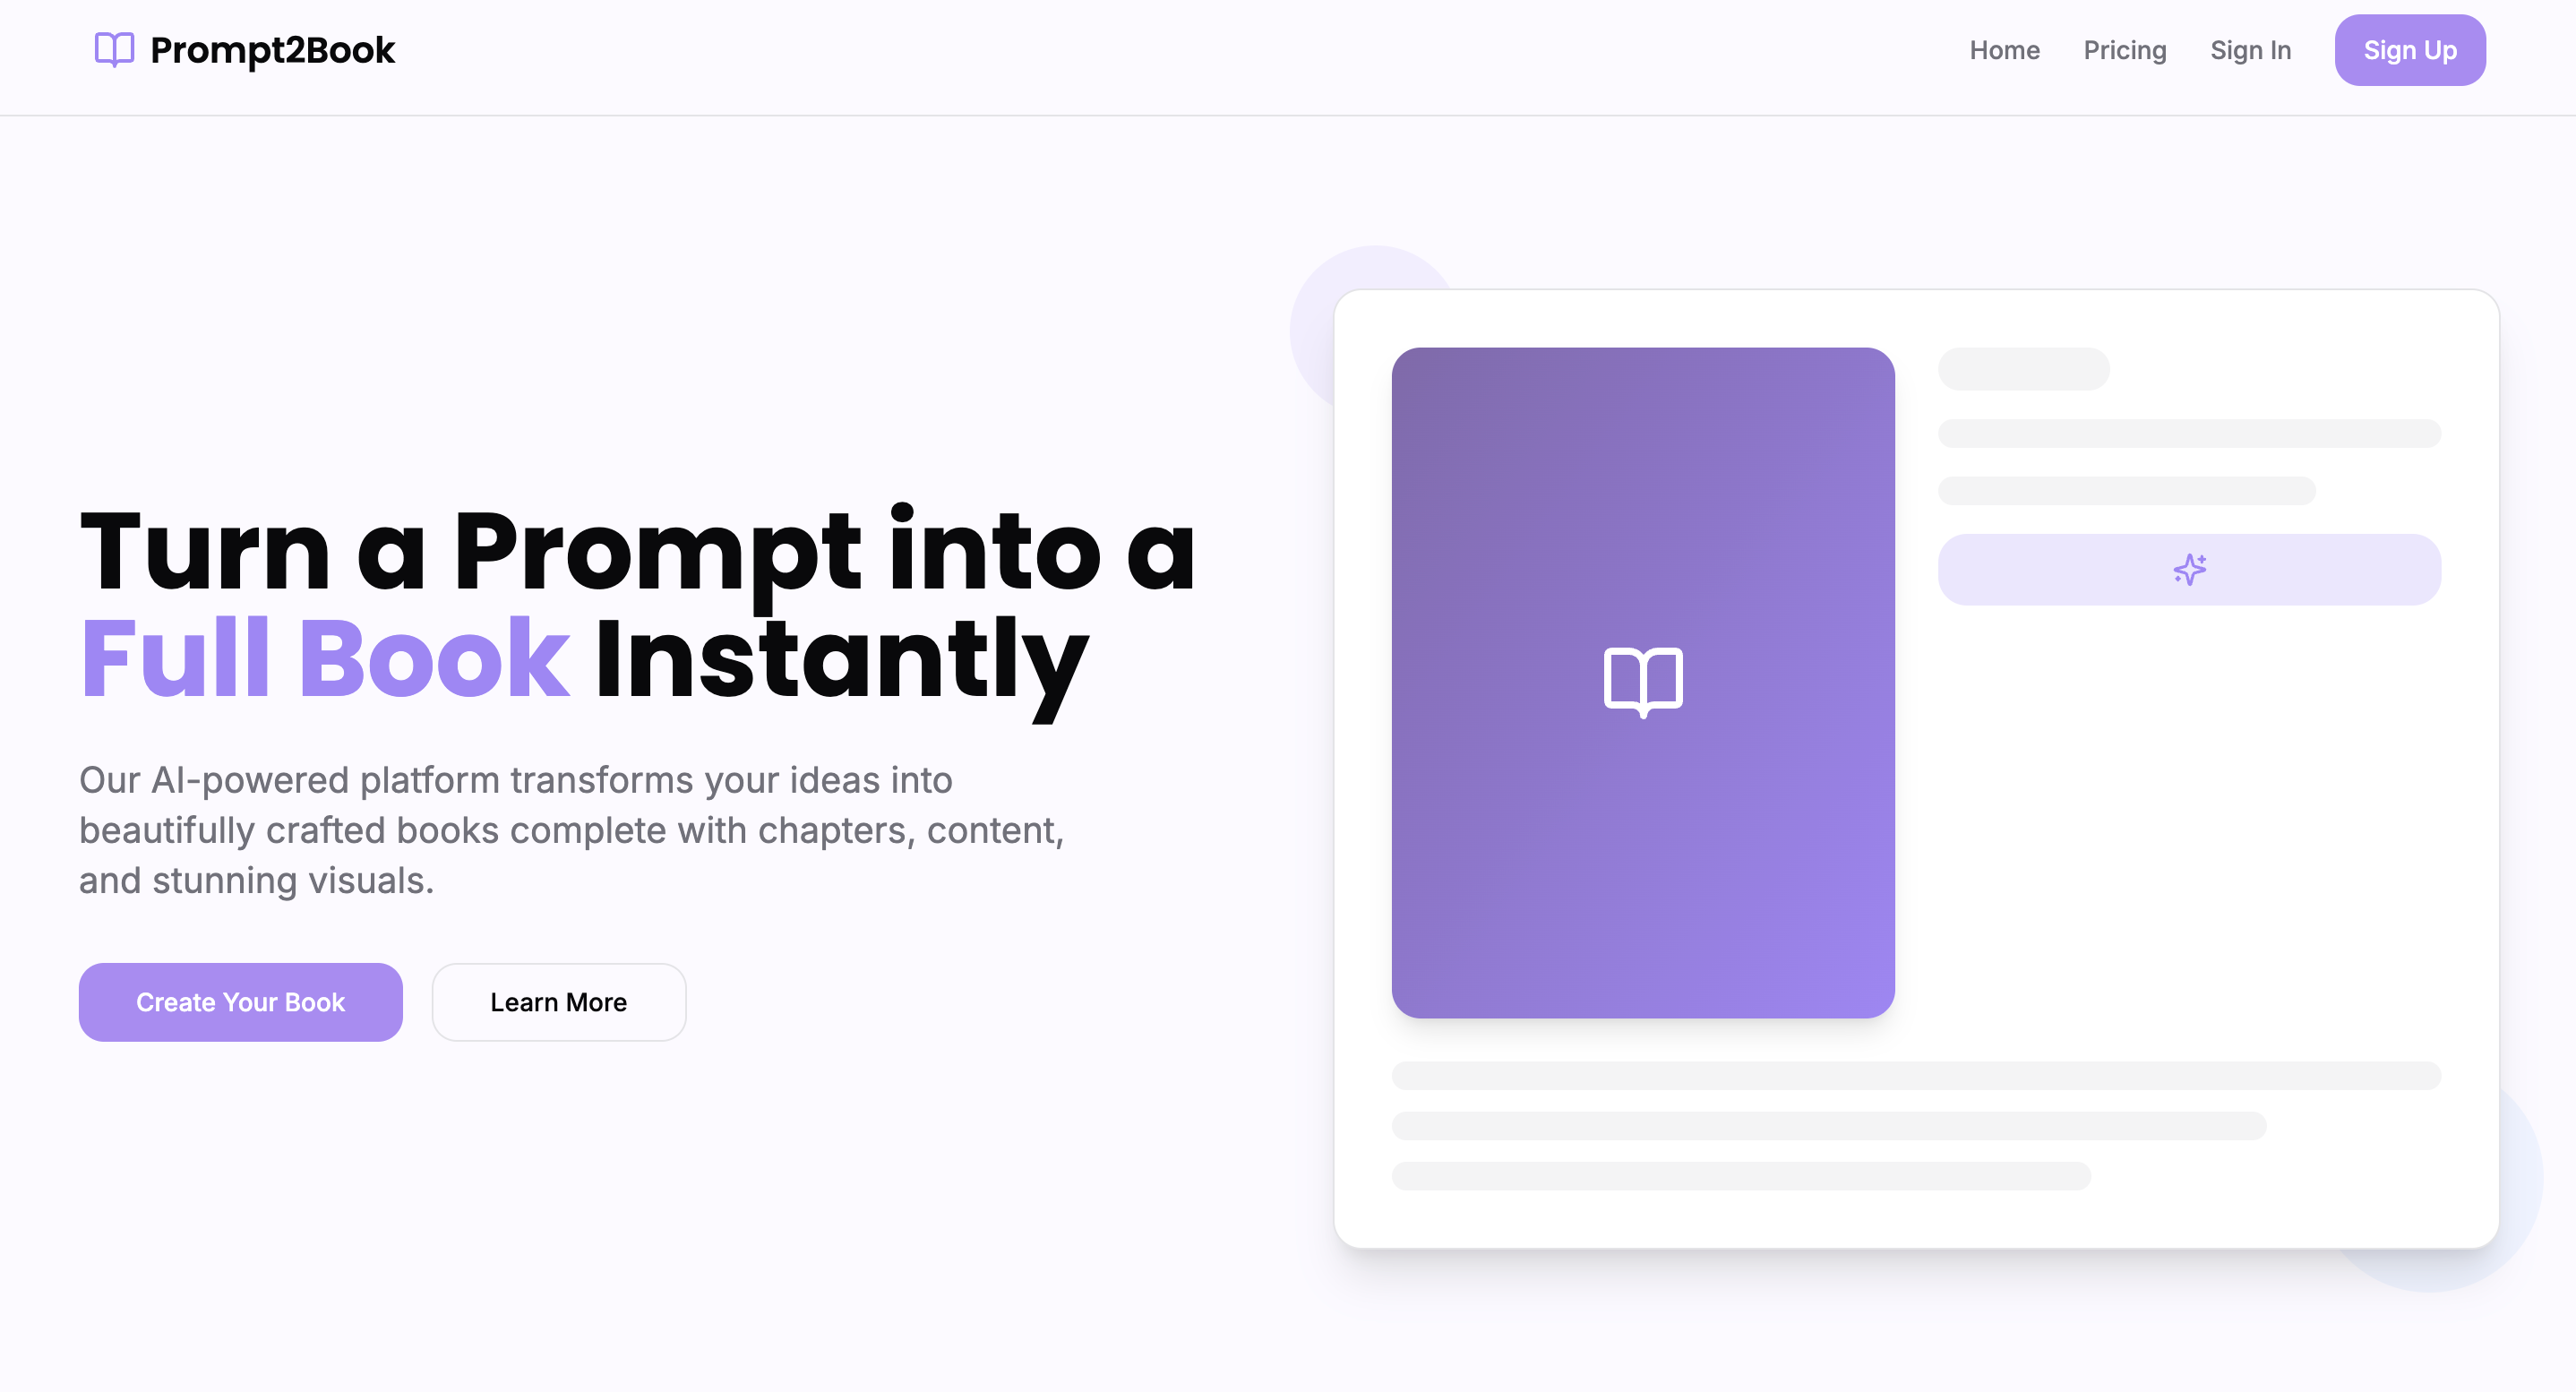 Prompt2Book
Home
Pricing
Sign In
Sign Up
Turn a Prompt into a
Full Book Instantly
Our AI-powered platform transforms your ideas into
beautifully crafted books complete with chapters, content,
and stunning visuals.
Create Your Book
Learn More